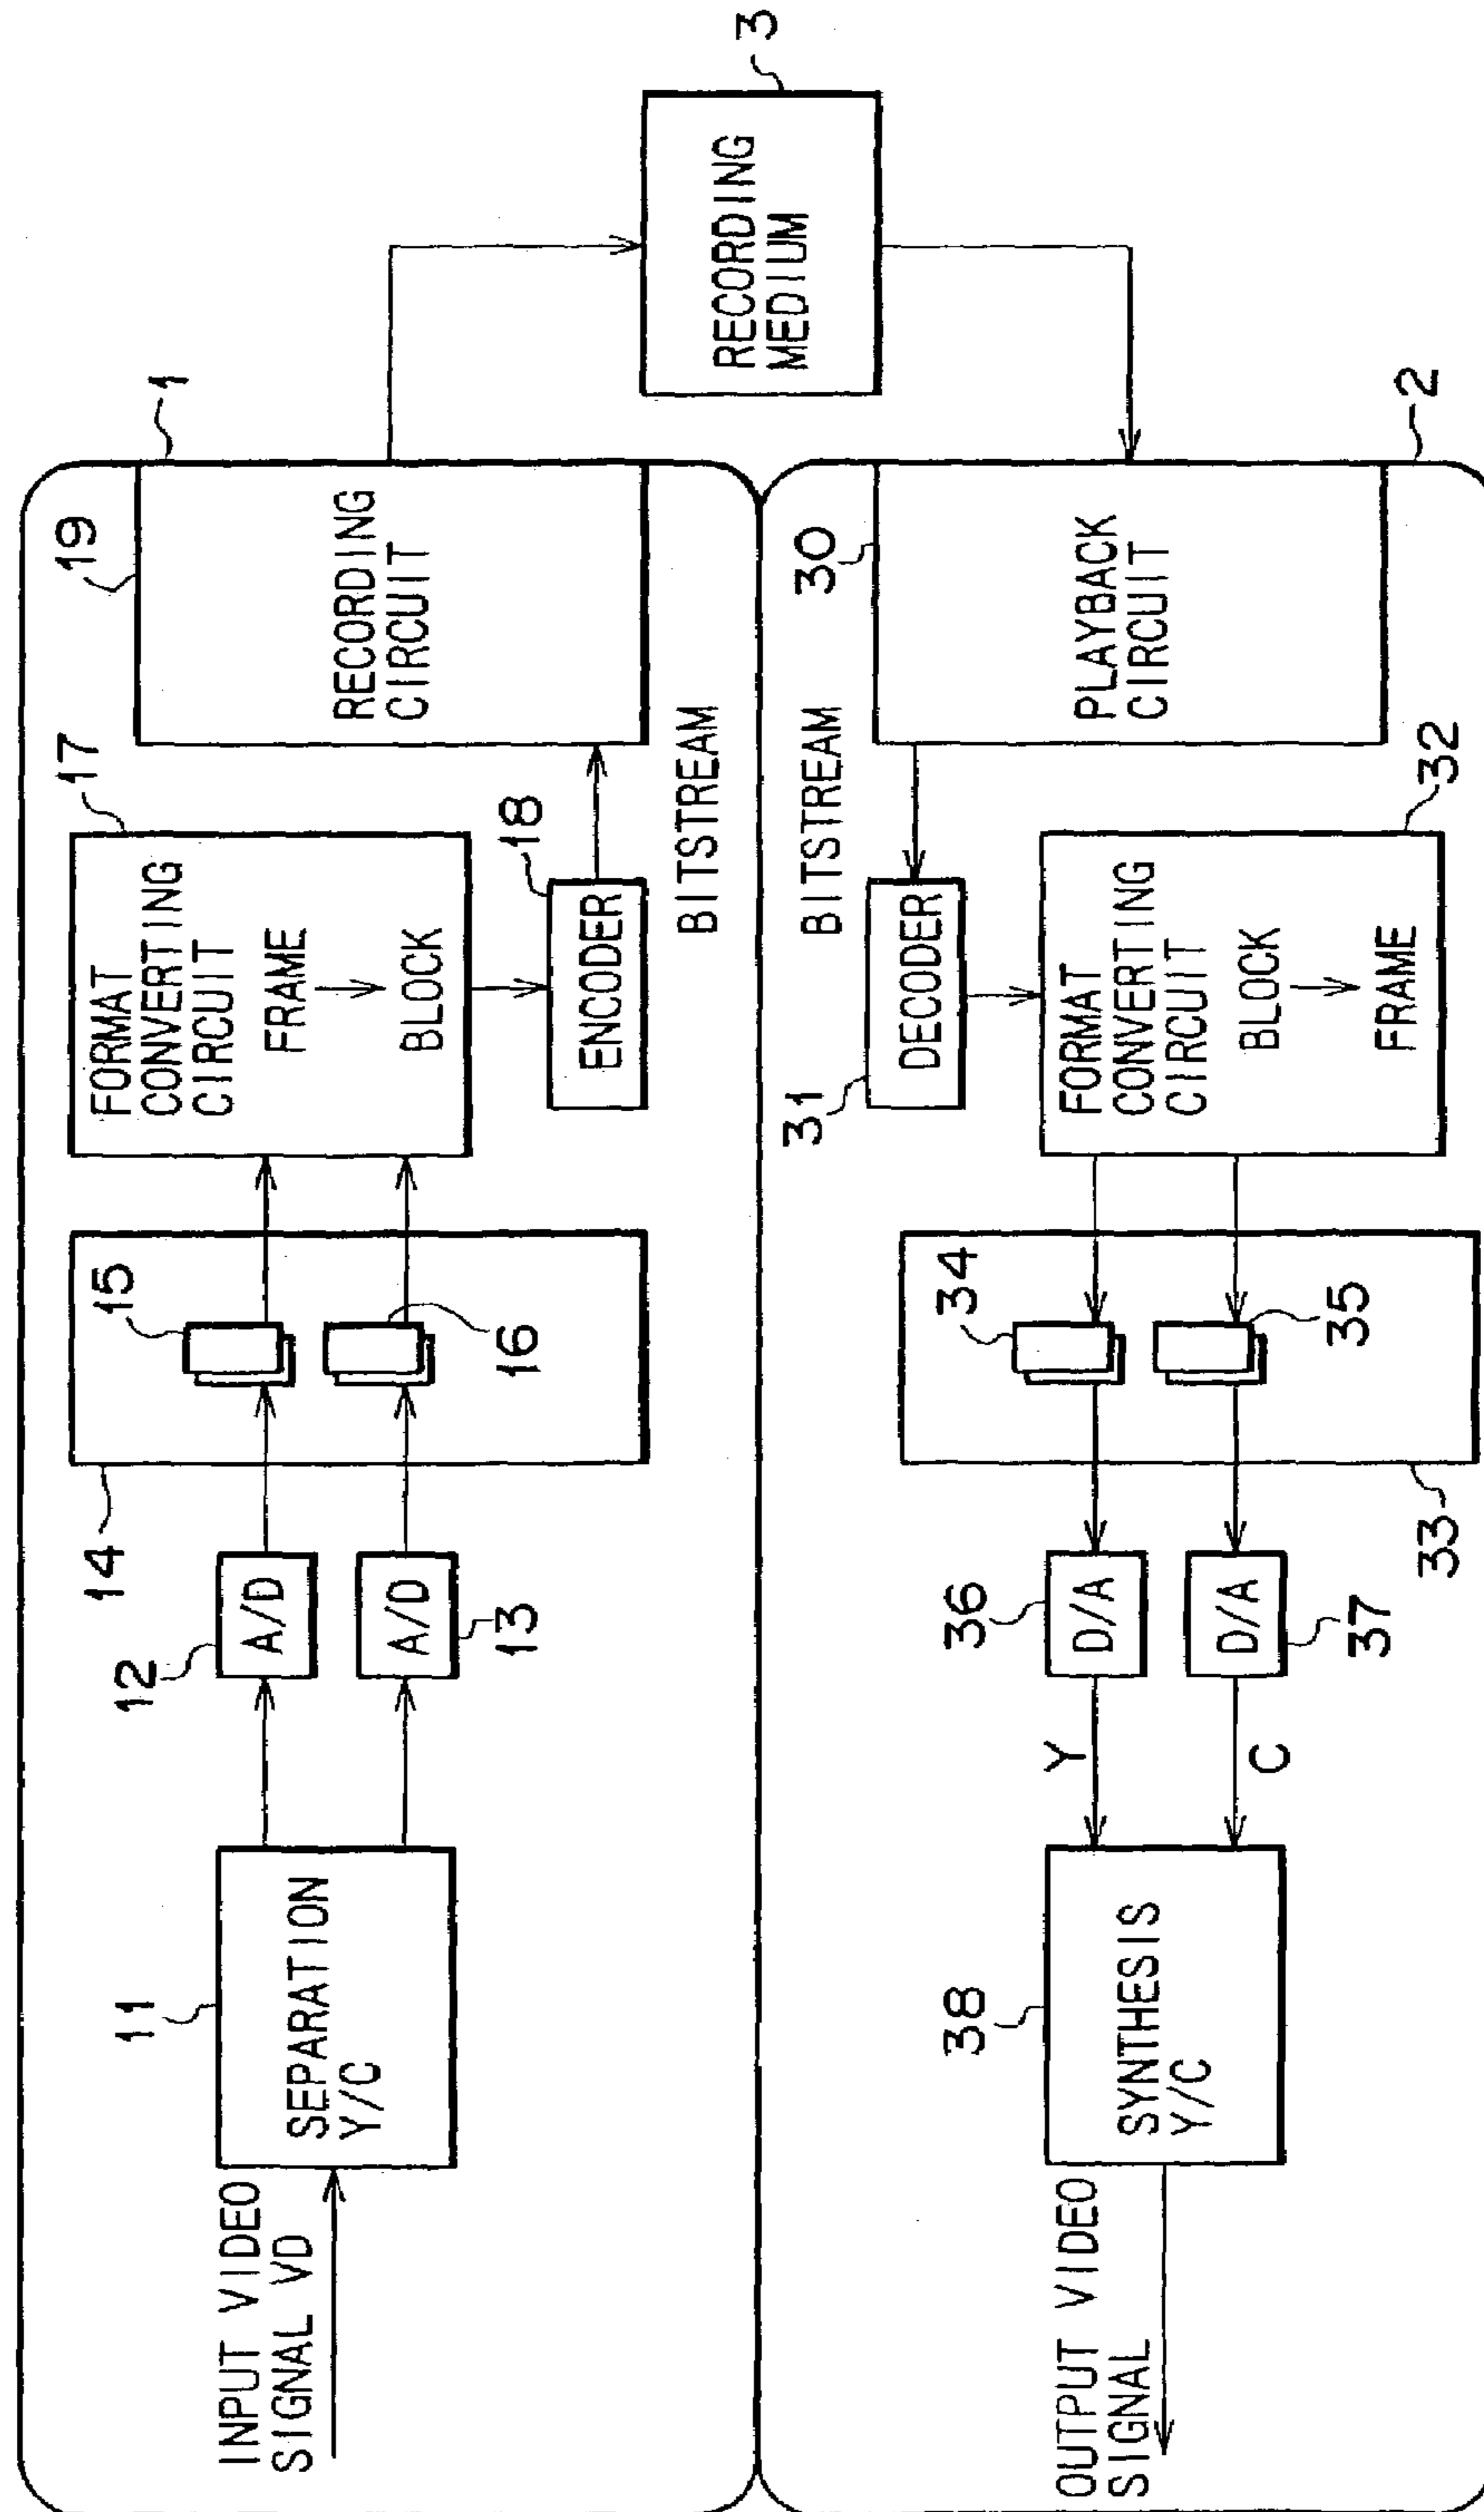 1
19
17
FORMAT
CONVERTING
CIRCUIT
FRAME
BLOCK
15
16
14
12
A/D
A/D
13
11
SEPARATION
Y/C
INPUT VIDEO
SIGNAL VD
RECORDING
CIRCUIT
18
ENCODER
BITSTREAM
3
RECORDING
MEDIUM
2
30
PLAYBACK
CIRCUIT
BITSTREAM
31
DECODER
32
FORMAT
CONVERTING
CIRCUIT
BLOCK
FRAME
34
35
33
36
D/A
D/A
37
Y
C
38
SYNTHESIS
Y/C
OUTPUT VIDEO
SIGNAL